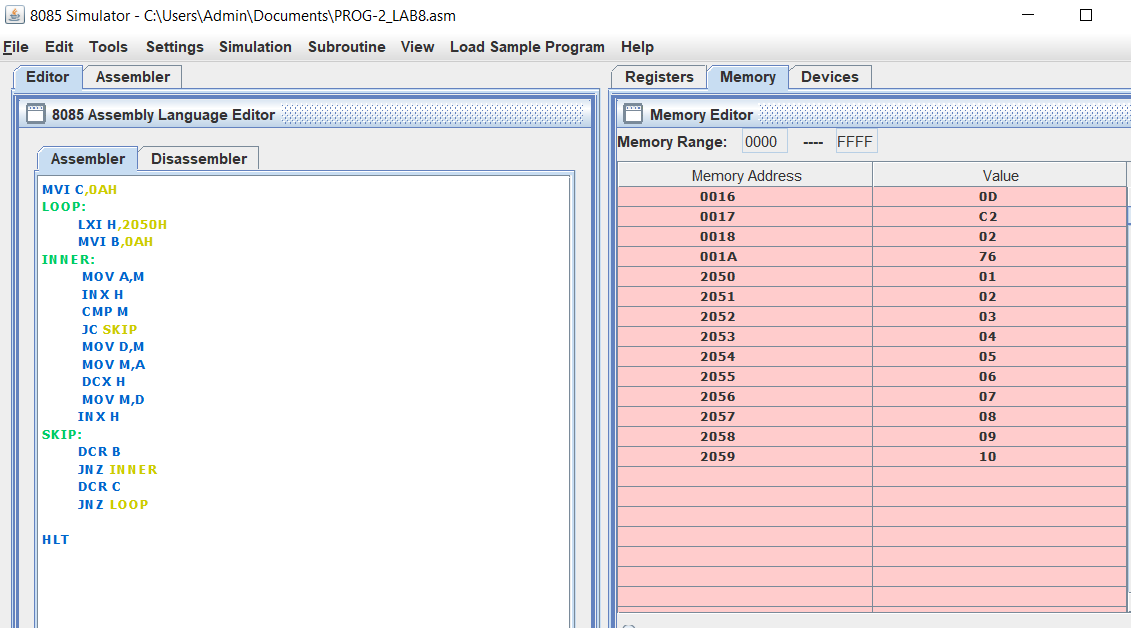 8085 Simulator - C:\Users\Admin\Documents\PROG-2_LAB8.asm
File Edit Tools Settings Simulation Subroutine View Load Sample Program Help
Editor Assembler
8085 Assembly Language Editor
Assembler Disassembler
MVI C,0AH
LOOP:
LXI H,2050H
MVI B,0AH
INNER:
MOV A,M
INX H
CMP M
JC SKIP
MOV D,M
MOV M,A
DCX H
MOV M,D
INX H
SKIP:
DCR B
JNZ INNER
DCR C
JNZ LOOP
HLT
Registers Memory Devices
Memory Editor
Memory Range: 0000 ---- FFFF
Memory Address Value
0016 0D
0017 C2
0018 02
001A 76
2050 01
2051 02
2052 03
2053 04
2054 05
2055 06
2056 07
2057 08
2058 09
2059 10